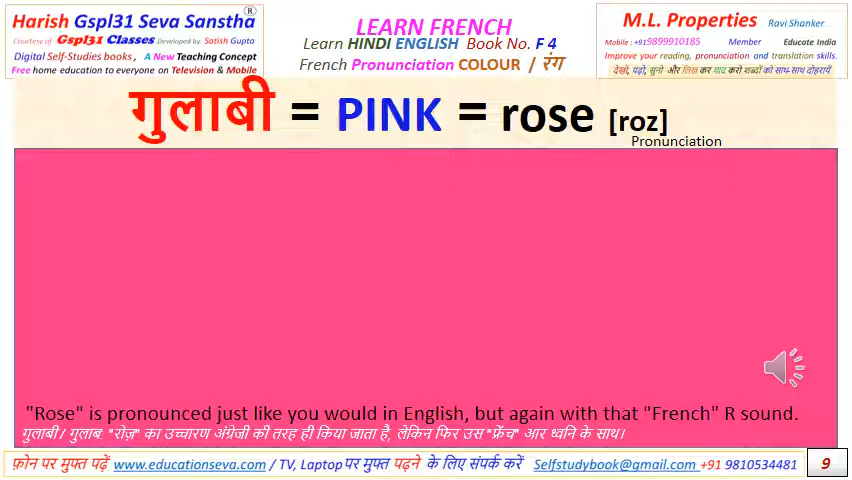 Harish Gspl31 Seva Sanstha ®
Courtesy of Gspl31 Classes Developed by Satish Gupta
Digital Self-Studies books, A New Teaching Concept
Free home education to everyone on Television & Mobile
LEARN FRENCH
Learn HINDI ENGLISH Book No. F 4
French Pronunciation COLOUR / रंग
M.L. Properties Ravi Shanker
Mobile : +919899910185 Member Educate India
Improve your reading, pronunciation and translation skills.
देखो, पढ़ो, सुनो और लिख कर याद करो शब्दों को साथ-साथ दोहरायें
गुलाबी = PINK = rose [roz]
Pronunciation
"Rose" is pronounced just like you would in English, but again with that "French" R sound.
गुलाबी / गुलाब: "रोज़" का उच्चारण अंग्रेजी की तरह ही किया जाता है, लेकिन फिर उस "फ्रेंच" आर ध्वनि के साथ।
फ़ोन पर मुफ्त पढ़ें www.educationseva.com / TV, Laptop पर मुफ्त पढ़ने के लिए संपर्क करें Selfstudybook@gmail.com +91 9810534481
9